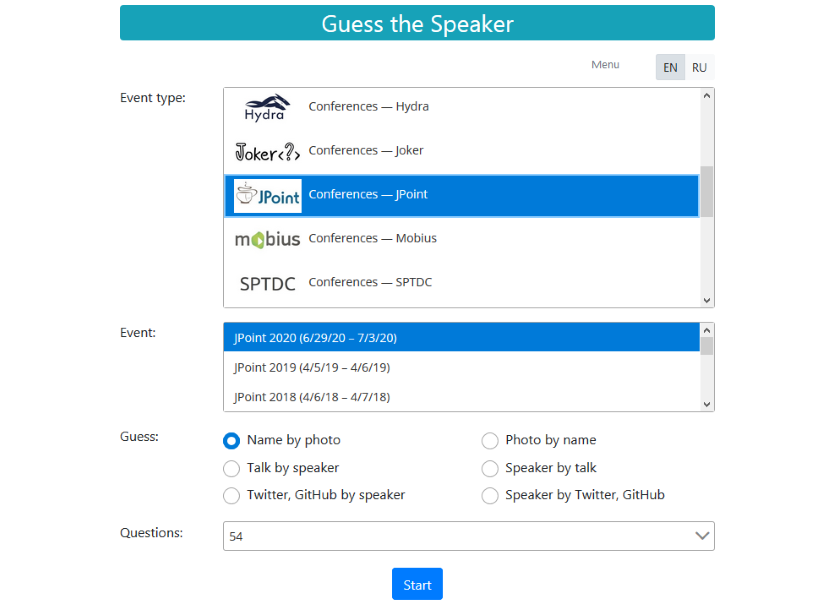 Guess the Speaker
Menu EN RU
Event type:
Hydra Conferences — Hydra
Joker<?> Conferences — Joker
JPoint Conferences — JPoint
mobius Conferences — Mobius
SPTDC Conferences — SPTDC
Event:
JPoint 2020 (6/29/20 – 7/3/20)
JPoint 2019 (4/5/19 – 4/6/19)
JPoint 2018 (4/6/18 – 4/7/18)
Guess:
Name by photo Photo by name
Talk by speaker Speaker by talk
Twitter, GitHub by speaker Speaker by Twitter, GitHub
Questions: 54
Start